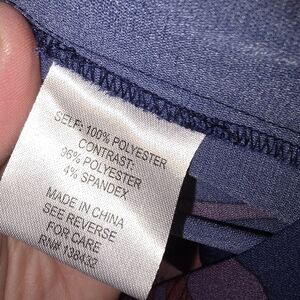 SELF: 100% POLYESTER
CONTRAST:
96% POLYESTER
4% SPANDEX
MADE IN CHINA
SEE REVERSE
FOR CARE
RN# 138432